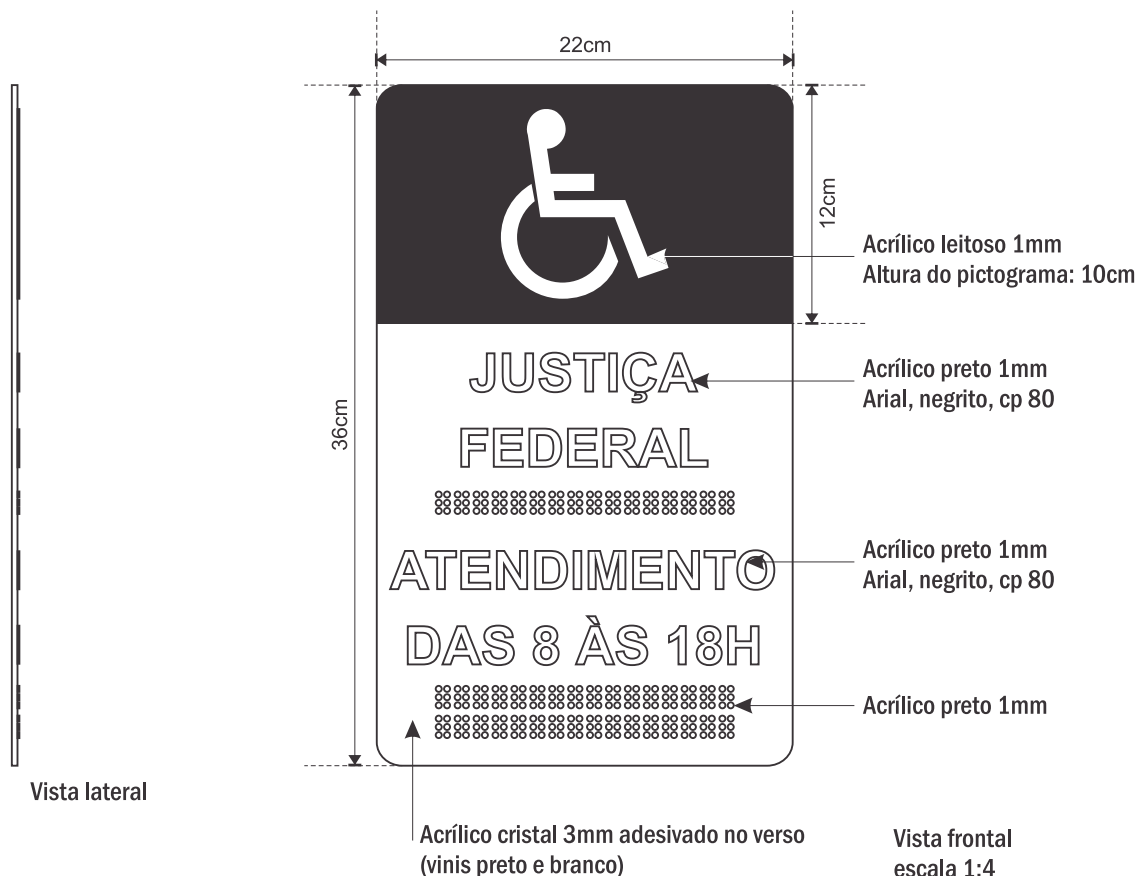 22cm
36cm
12cm
Acrílico leitoso 1mm
Altura do pictograma: 10cm
JUSTIÇA
Acrílico preto 1mm
Arial, negrito, cp 80
FEDERAL
ATENDIMENTO
Acrílico preto 1mm
Arial, negrito, cp 80
DAS 8 ÀS 18H
Acrílico preto 1mm
Vista lateral
Acrílico cristal 3mm adesivado no verso
(vinis preto e branco)
Vista frontal
escala 1:4